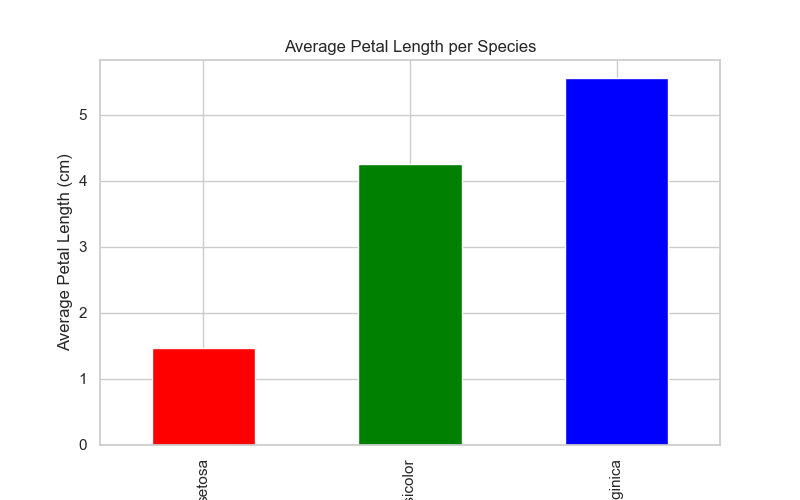 Average Petal Length per Species
Average Petal Length (cm)
5
4
3
2
1
0
setosa
sicolor
ginica